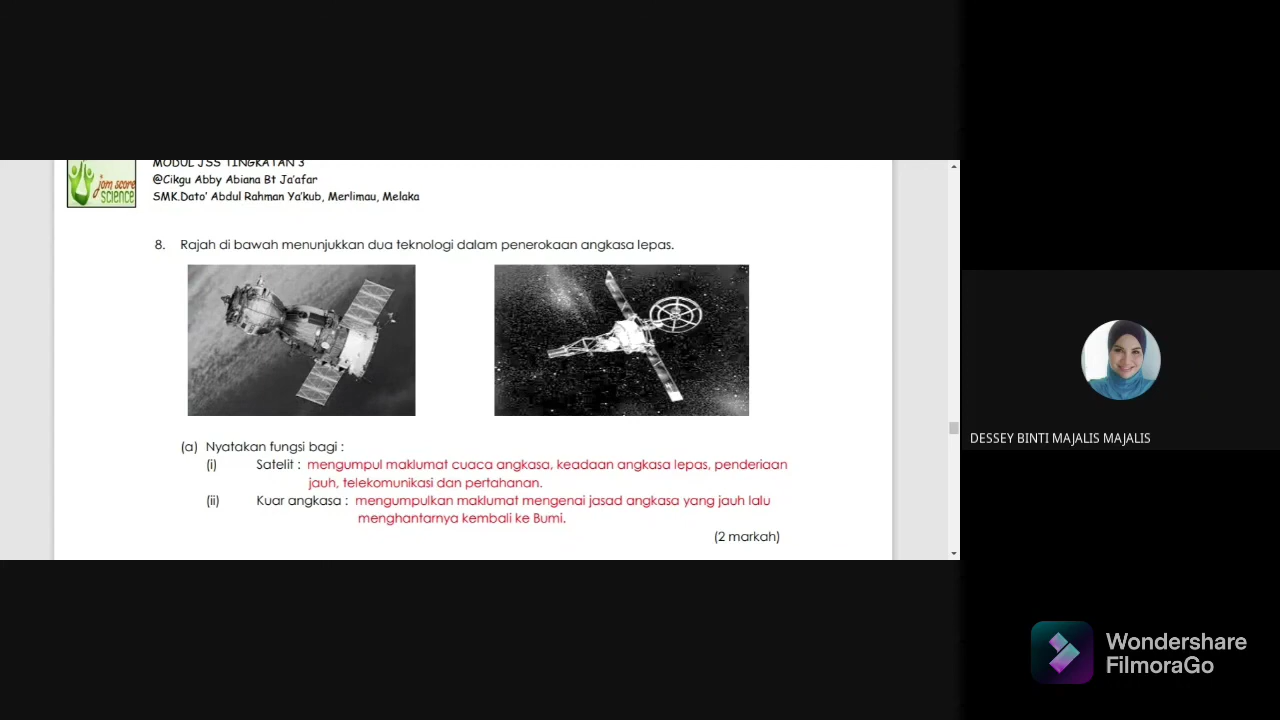 MODUL JSS TINGKATAN 3
@Cikgu Abby Abiana Bt Ja'afar
SMK.Dato' Abdul Rahman Ya'kub, Merlimau, Melaka
jom score
SCIENCE
8. Rajah di bawah menunjukkan dua teknologi dalam penerokaan angkasa lepas.
(a) Nyatakan fungsi bagi :
(i) Satelit : mengumpul maklumat cuaca angkasa, keadaan angkasa lepas, penderiaan
jauh, telekomunikasi dan pertahanan.
(ii) Kuar angkasa : mengumpulkan maklumat mengenai jasad angkasa yang jauh lalu
menghantarnya kembali ke Bumi.
(2 markah)
DESSEY BINTI MAJALIS MAJALIS
Wondershare
FilmoraGo